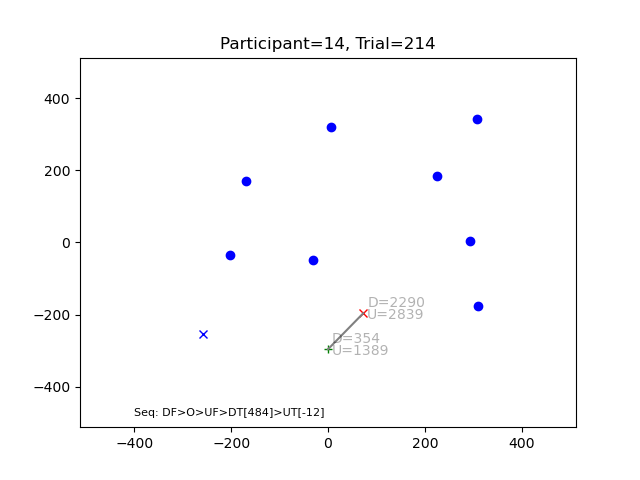 Participant=14, Trial=214
400
200
0
−200
−400
D=2290
U=2839
D=354
U=1389
Seq: DF>O>UF>DT[484]>UT[-12]
−400
−200
0
200
400